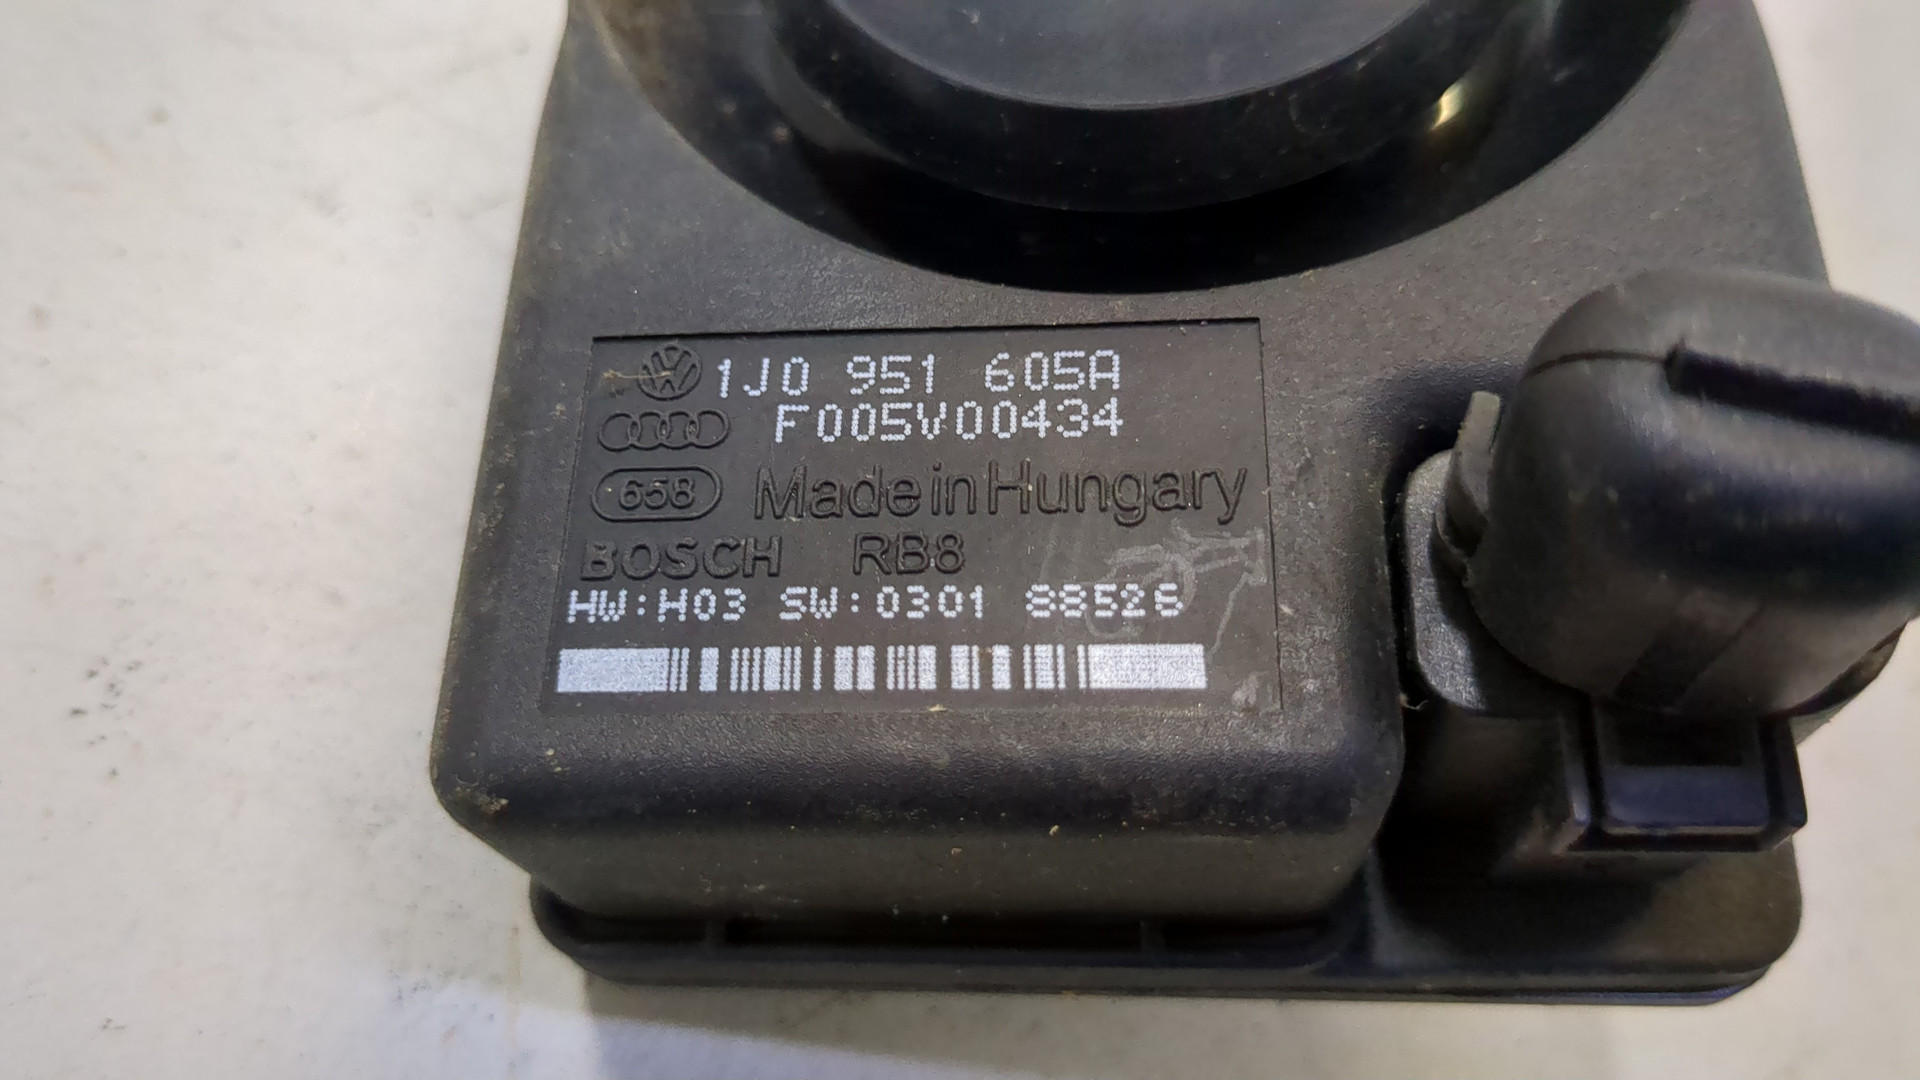 1J0 951 605A
F005V00434
658 Made in Hungary
BOSCH RB8
HW:H03 SW:0301 88526